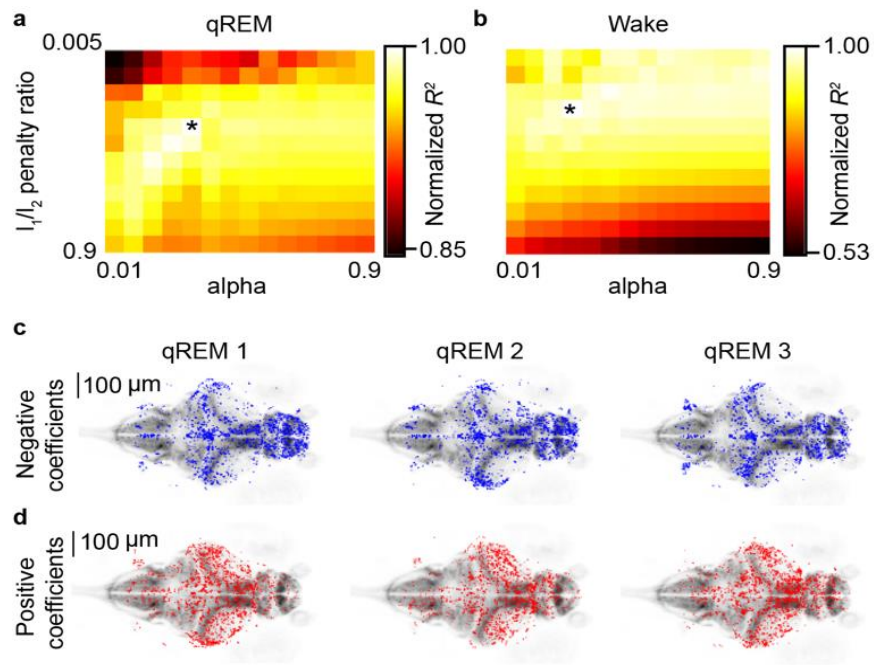 a
qREM
0.005
l₁/l₂ penalty ratio
0.9
0.01
0.9
alpha
1.00
Normalized R²
0.85
*
b
Wake
0.01
0.9
alpha
1.00
Normalized R²
0.53
*
c
qREM 1
qREM 2
qREM 3
Negative
coefficients
100 µm
d
Positive
coefficients
100 µm